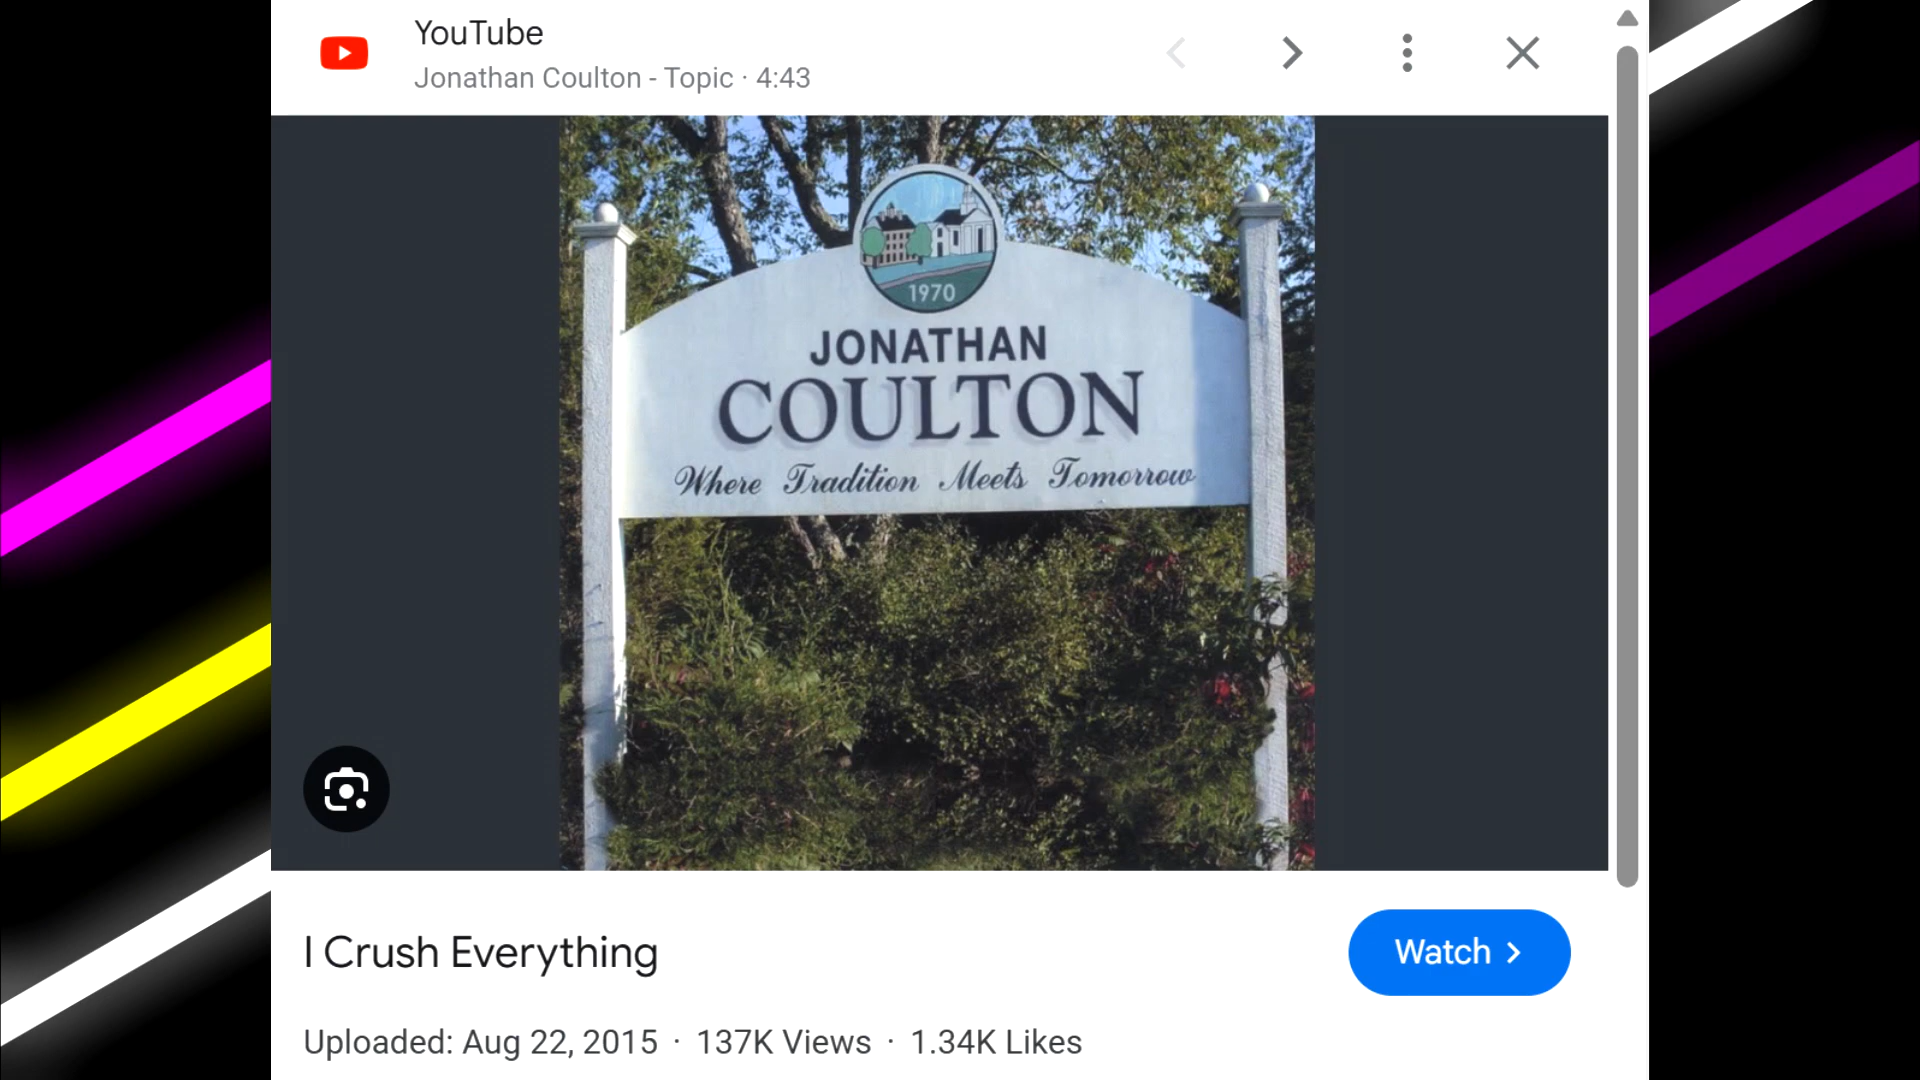 YouTube
Jonathan Coulton - Topic · 4:43
1970
JONATHAN
COULTON
Where Tradition Meets Tomorrow
I Crush Everything
Watch
Uploaded: Aug 22, 2015 · 137K Views · 1.34K Likes